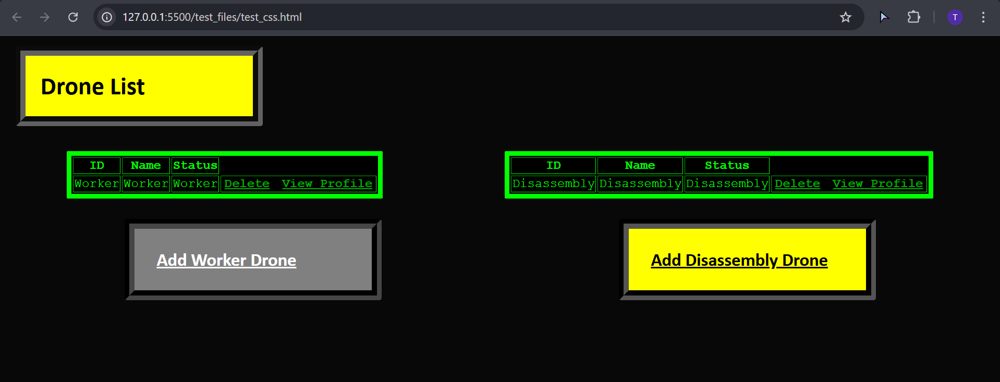 127.0.0.1:5500/test_files/test_css.html
T
Drone List
ID Name Status
Worker Worker Worker Delete View Profile
ID Name Status
Disassembly Disassembly Disassembly Delete View Profile
Add Worker Drone
Add Disassembly Drone